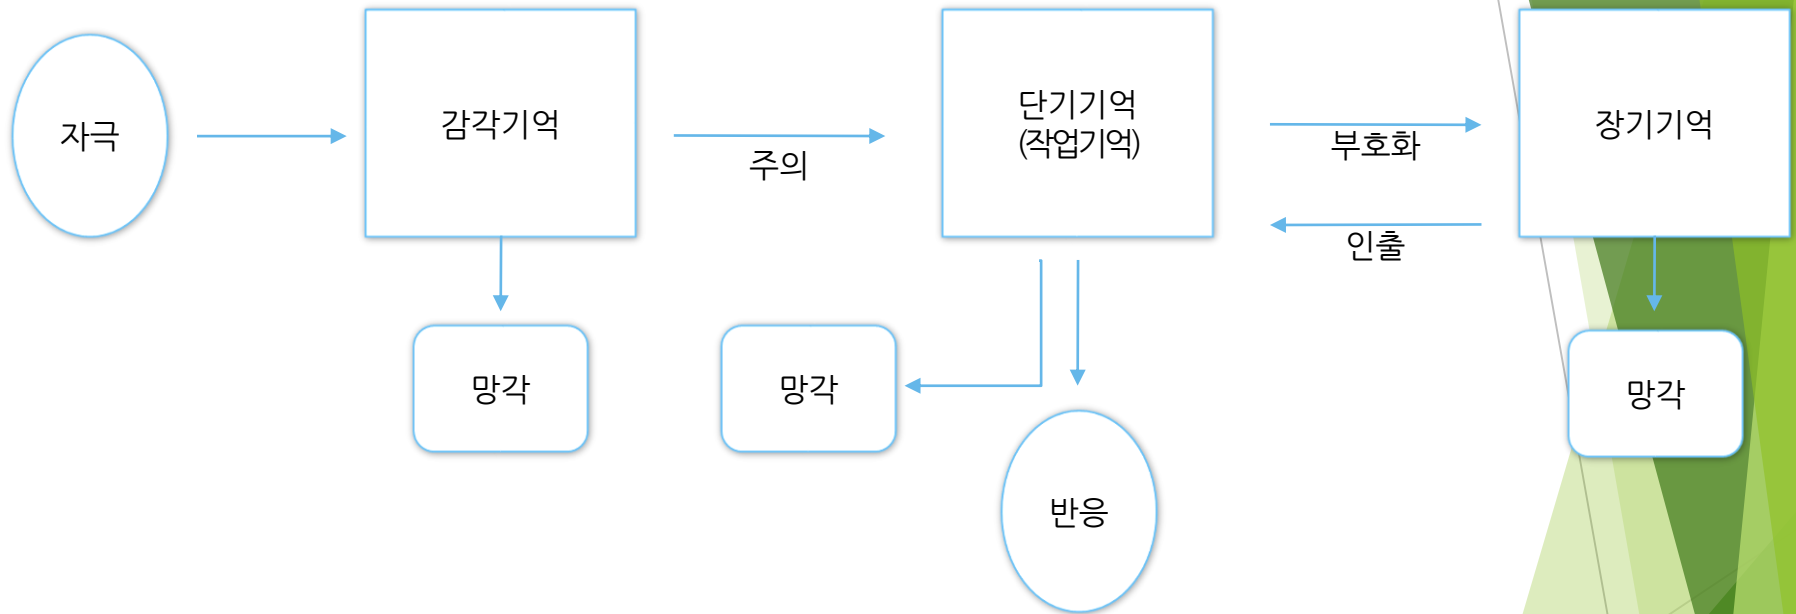 자극
감각기억
주의
단기기억
(작업기억)
부호화
인출
장기기억
망각
망각
반응
망각